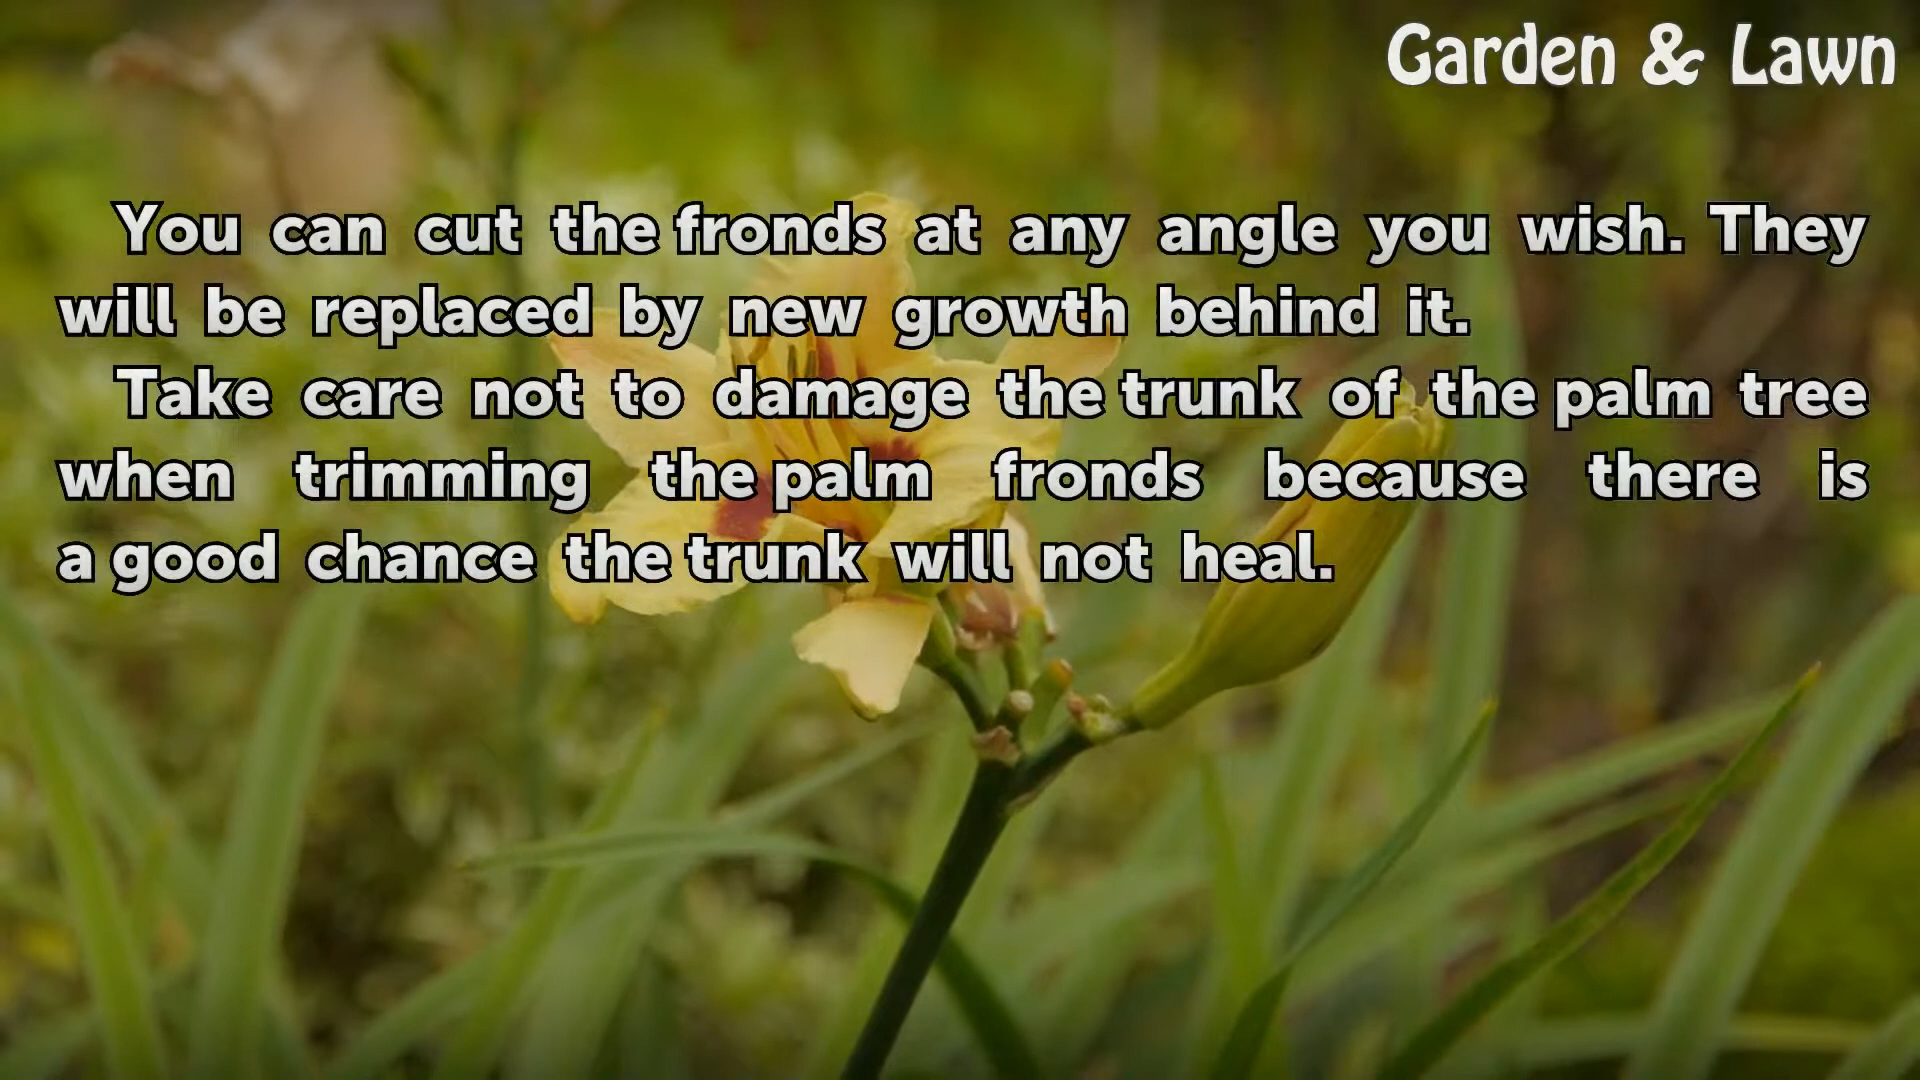 Garden & Lawn
You can cut the fronds at any angle you wish. They
will be replaced by new growth behind it.
Take care not to damage the trunk of the palm tree
when trimming the palm fronds because there is
a good chance the trunk will not heal.